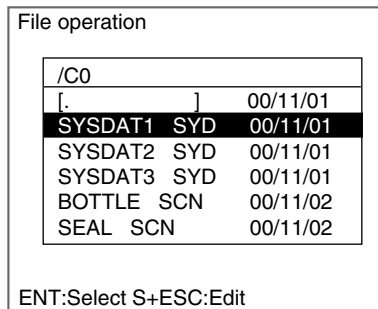 File operation
/C0
[. ] 00/11/01
SYSDAT1 SYD 00/11/01
SYSDAT2 SYD 00/11/01
SYSDAT3 SYD 00/11/01
BOTTLE SCN 00/11/02
SEAL SCN 00/11/02
ENT:Select S+ESC:Edit